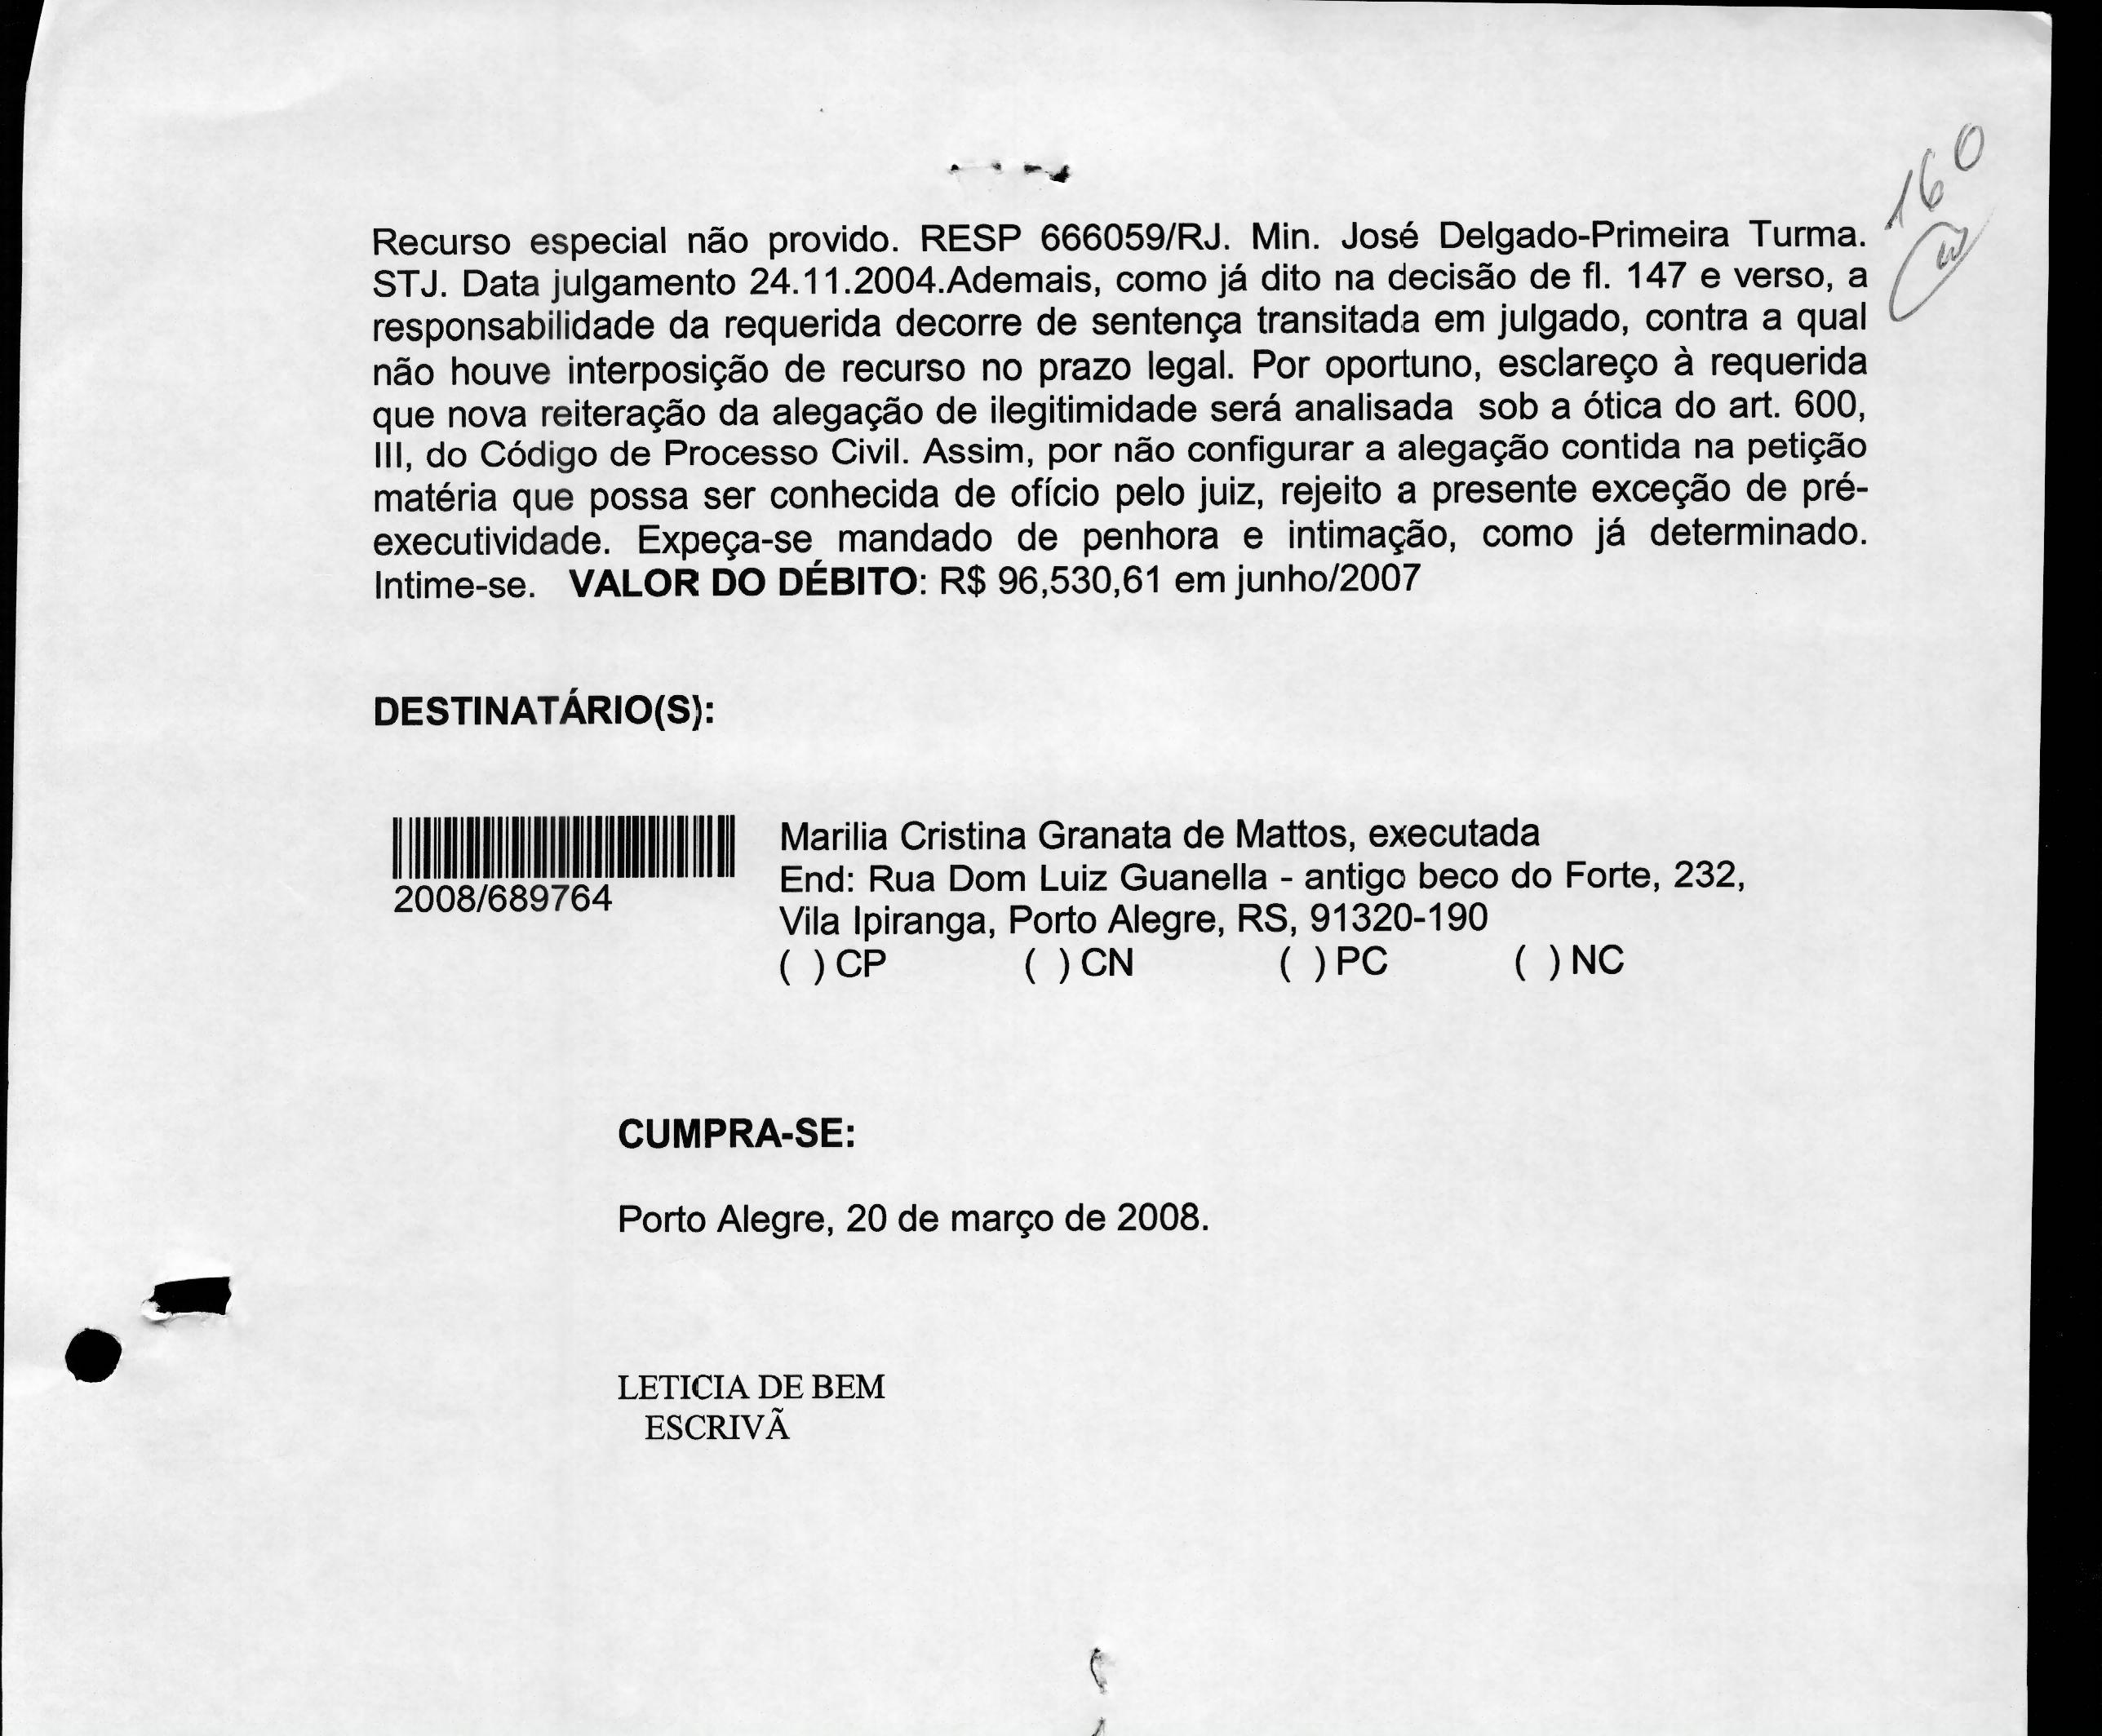 160
Recurso especial não provido. RESP 666059/RJ. Min. José Delgado-Primeira Turma.
STJ. Data julgamento 24.11.2004.Ademais, como já dito na decisão de fl. 147 e verso, a
responsabilidade da requerida decorre de sentença transitada em julgado, contra a qual
não houve interposição de recurso no prazo legal. Por oportuno, esclareço à requerida
que nova reiteração da alegação de ilegitimidade será analisada sob a ótica do art. 600,
III, do Código de Processo Civil. Assim, por não configurar a alegação contida na petição
matéria que possa ser conhecida de ofício pelo juiz, rejeito a presente exceção de pré-
executividade. Expeça-se mandado de penhora e intimação, como já determinado.
Intime-se. VALOR DO DÉBITO: R$ 96,530,61 em junho/2007
DESTINATÁRIO(S):
2008/689764
Marilia Cristina Granata de Mattos, executada
End: Rua Dom Luiz Guanella - antigo beco do Forte, 232,
Vila Ipiranga, Porto Alegre, RS, 91320-190
( ) CP ( ) CN ( ) PC ( ) NC
CUMPRA-SE:
Porto Alegre, 20 de março de 2008.
LETICIA DE BEM
ESCRIVÃ